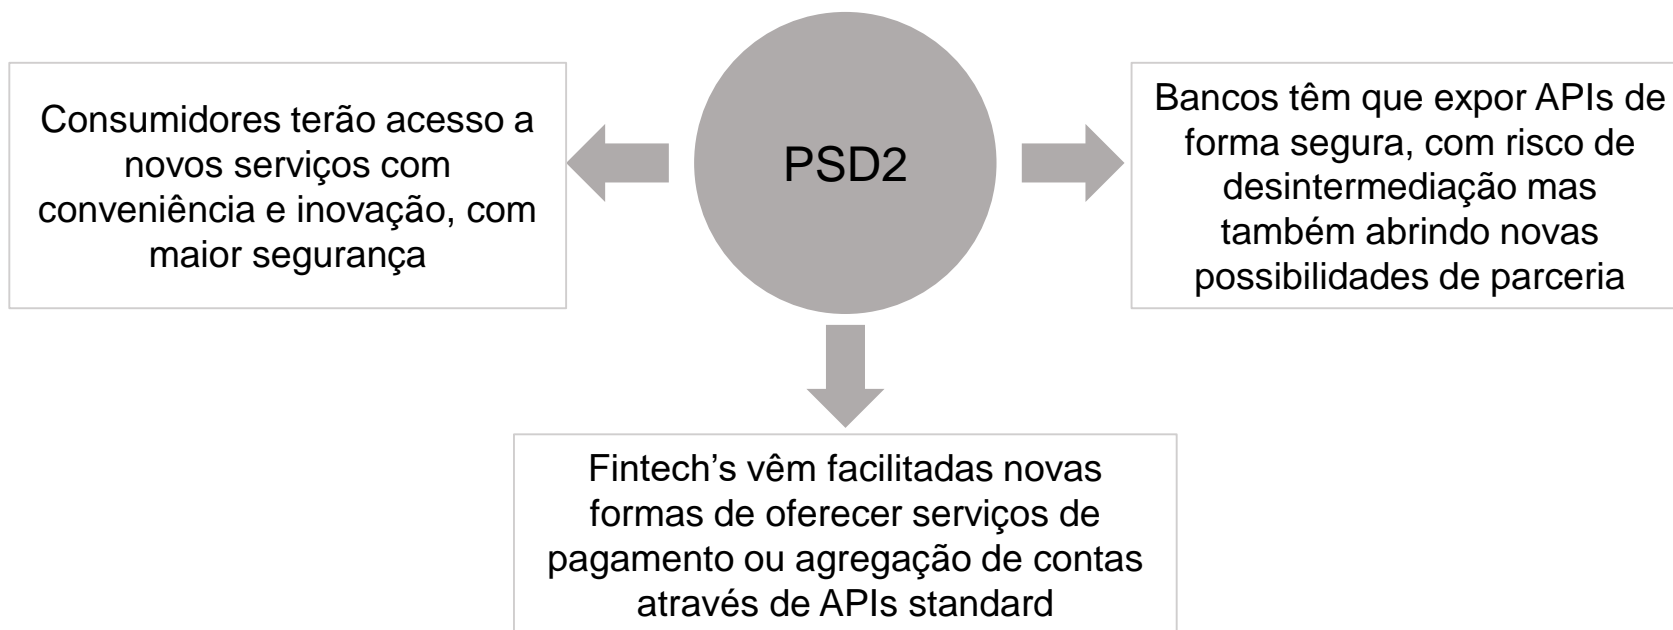 Consumidores terão acesso a
novos serviços com
conveniência e inovação, com
maior segurança
PSD2
Bancos têm que expor APIs de
forma segura, com risco de
desintermediação mas
também abrindo novas
possibilidades de parceria
Fintech’s vêm facilitadas novas
formas de oferecer serviços de
pagamento ou agregação de contas
através de APIs standard